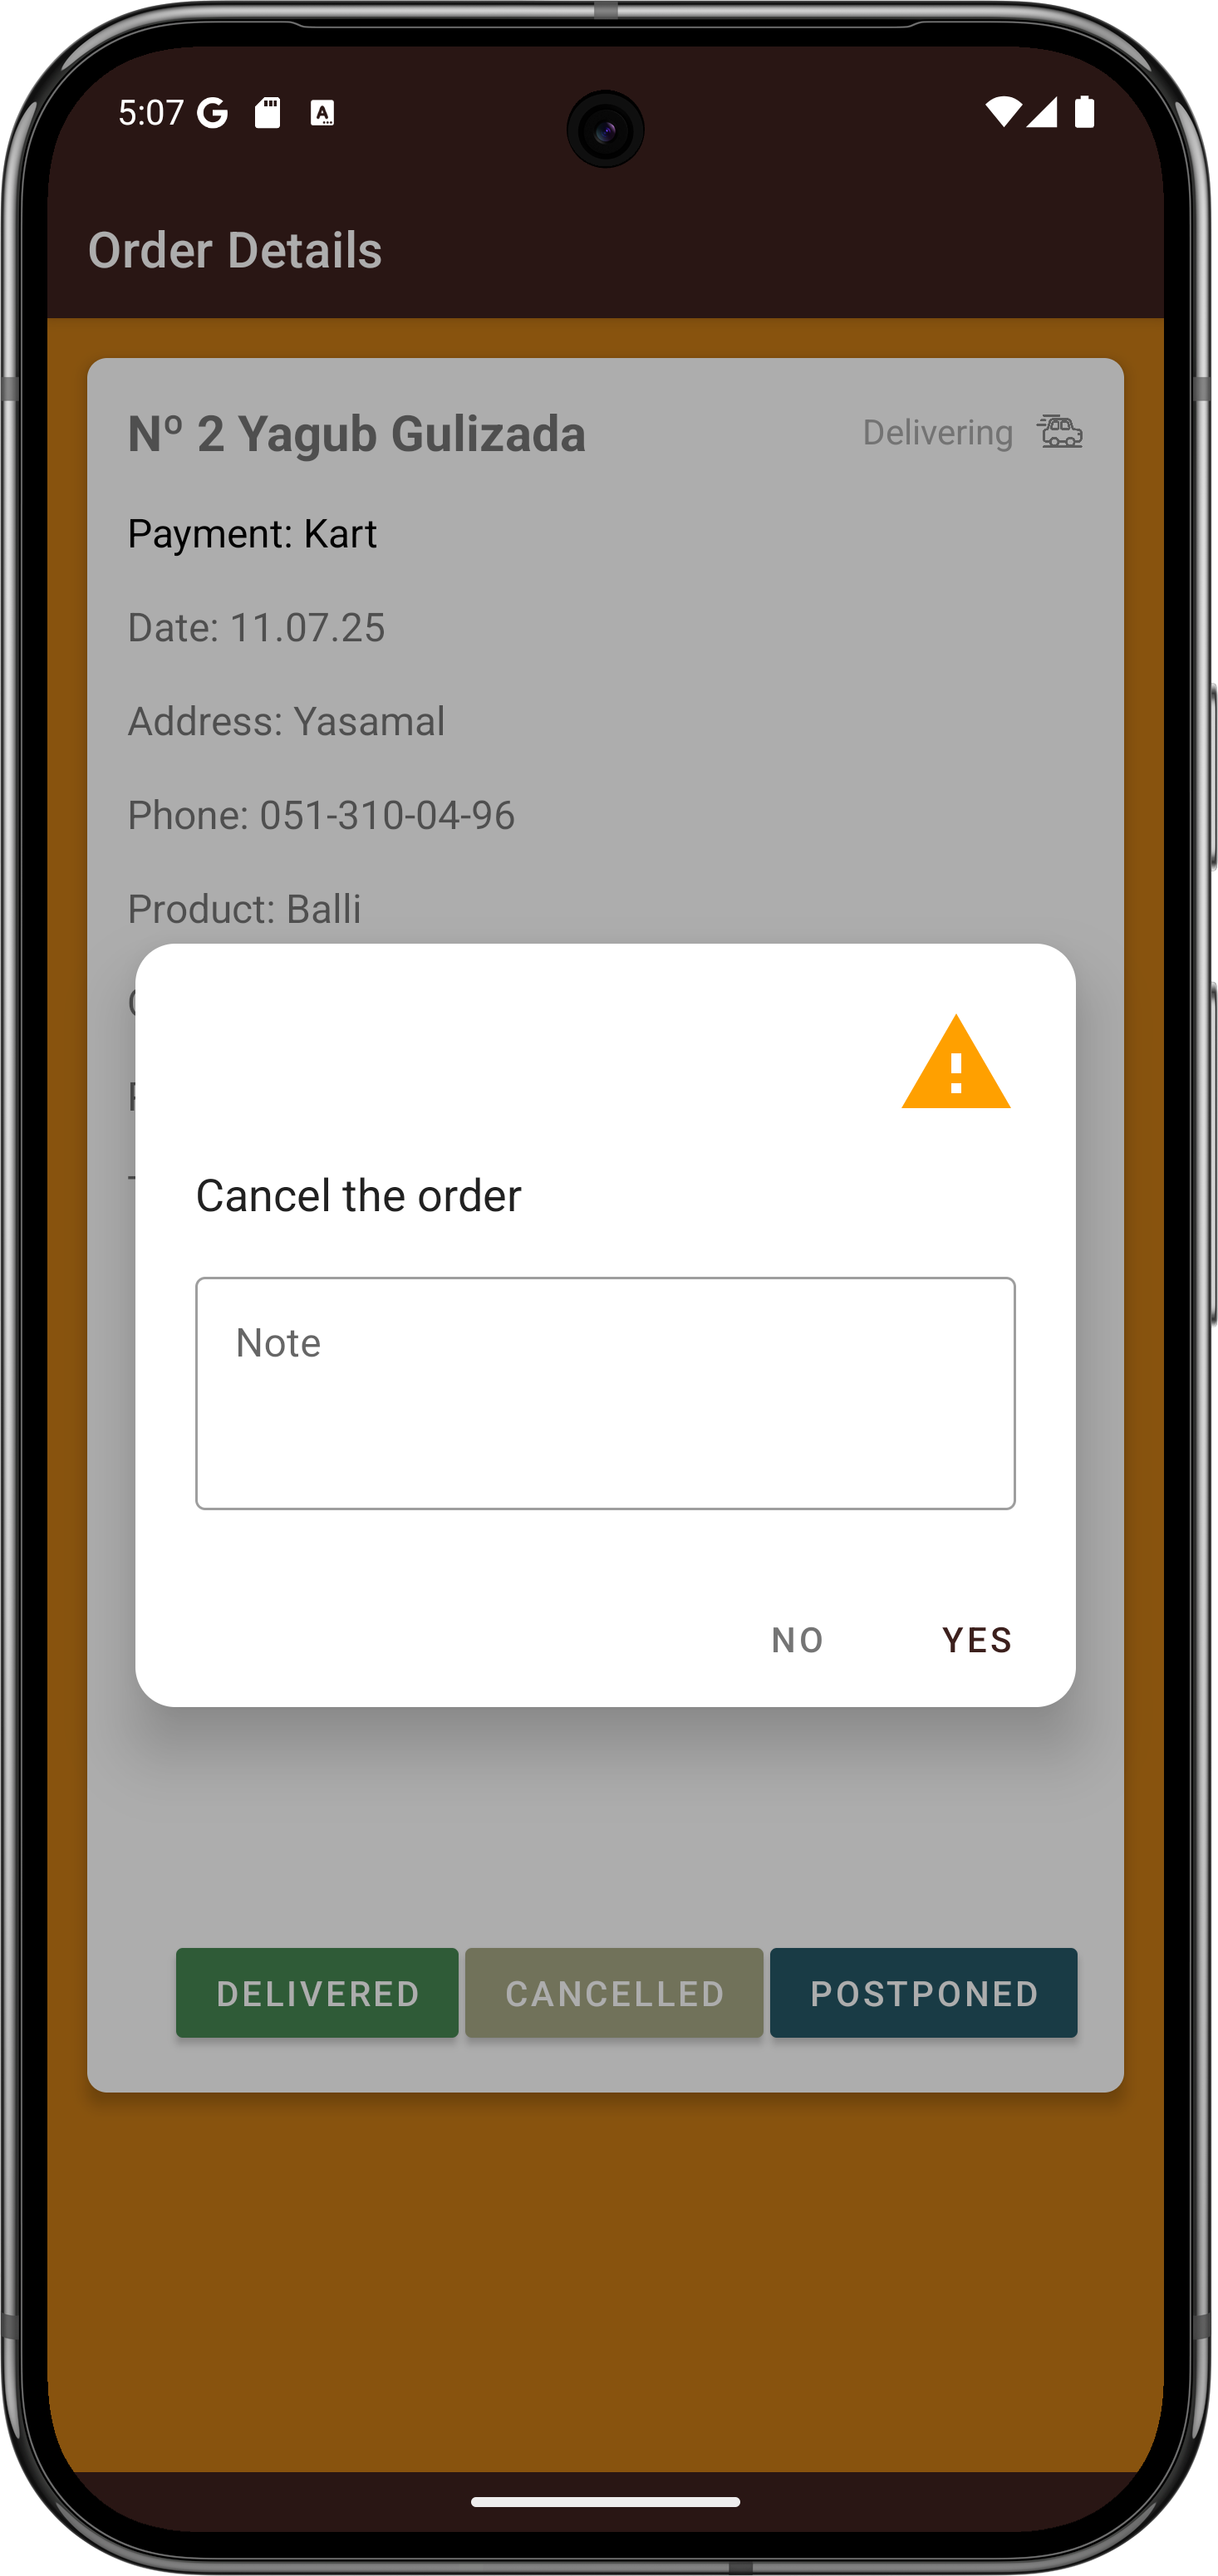 5:07
Order Details
Nº 2 Yagub Gulizada
Delivering
Payment: Kart
Date: 11.07.25
Address: Yasamal
Phone: 051-310-04-96
Product: Balli
Cancel the order
Note
NO YES
DELIVERED CANCELLED POSTPONED